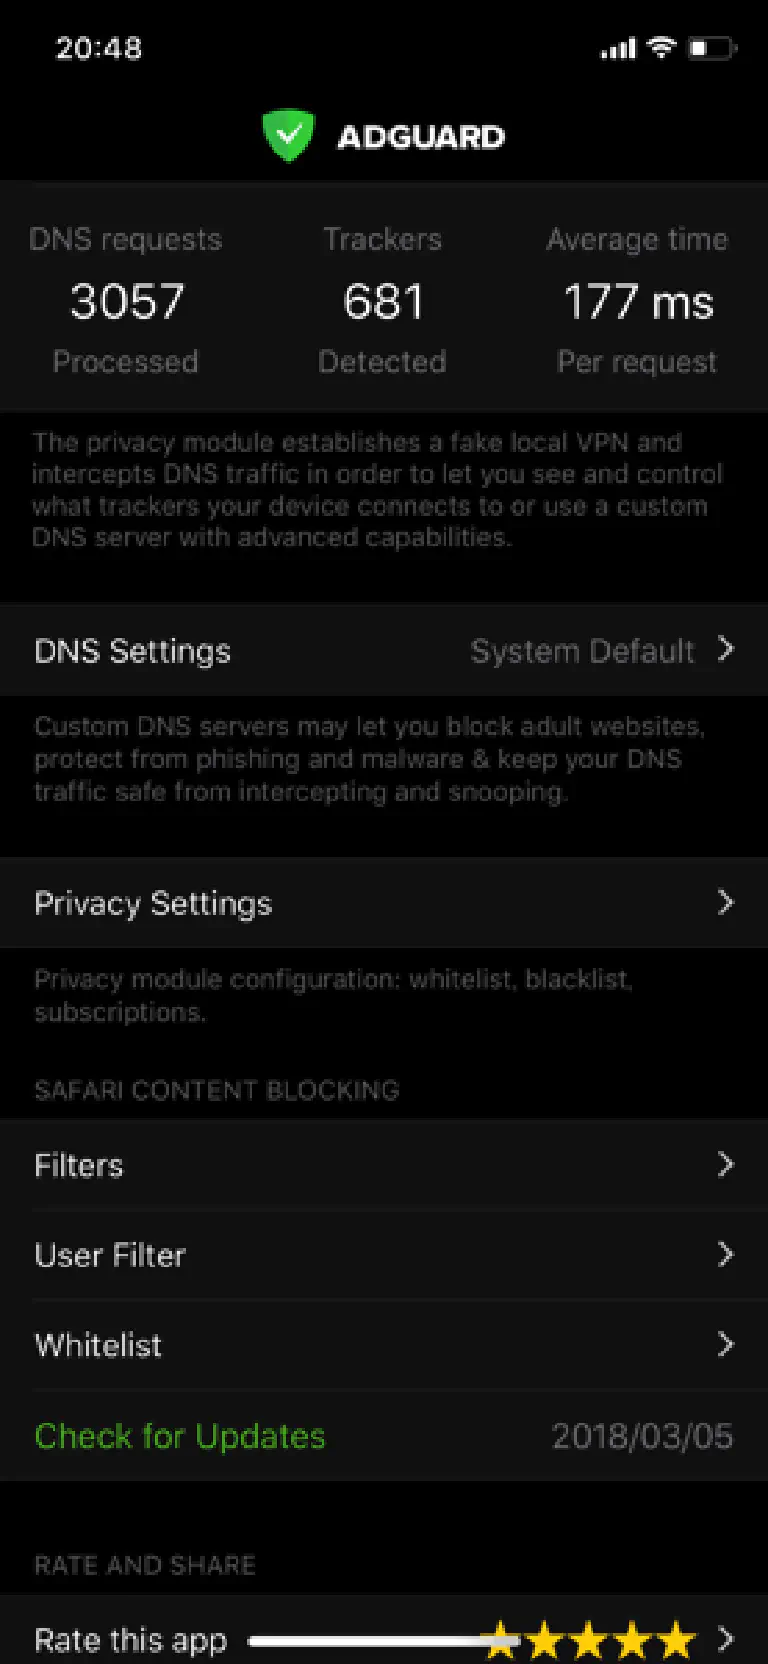 20:48
ADGUARD
DNS requests Trackers Average time
3057 681 177 ms
Processed Detected Per request
The privacy module establishes a fake local VPN and
intercepts DNS traffic in order to let you see and control
what trackers your device connects to or use a custom
DNS server with advanced capabilities.
DNS Settings System Default
Custom DNS servers may let you block adult websites,
protect from phishing and malware & keep your DNS
traffic safe from intercepting and snooping.
Privacy Settings
Privacy module configuration: whitelist, blacklist,
subscriptions.
SAFARI CONTENT BLOCKING
Filters
User Filter
Whitelist
Check for Updates 2018/03/05
RATE AND SHARE
Rate this app